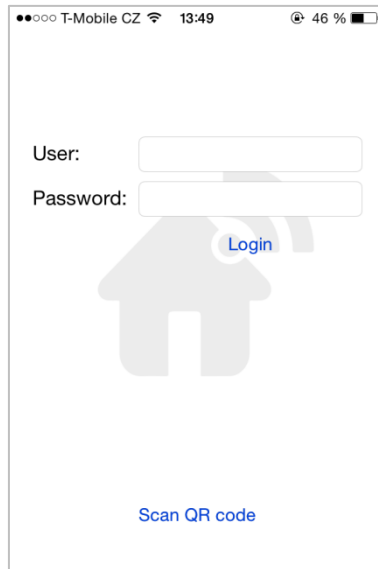 T-Mobile CZ 13:49 46 %
User:
Password:
Login
Scan QR code